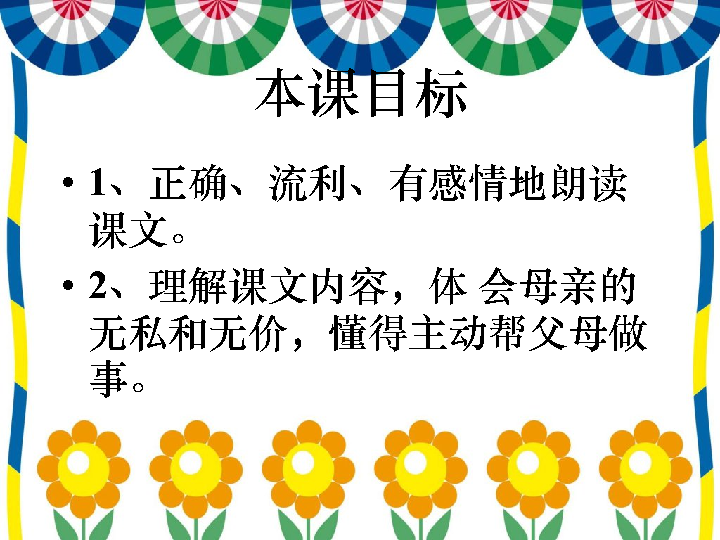 本课目标
• 1、正确、流利、有感情地朗读
课文。
• 2、理解课文内容，体 会母亲的
无私和无价，懂得主动帮父母做
事。